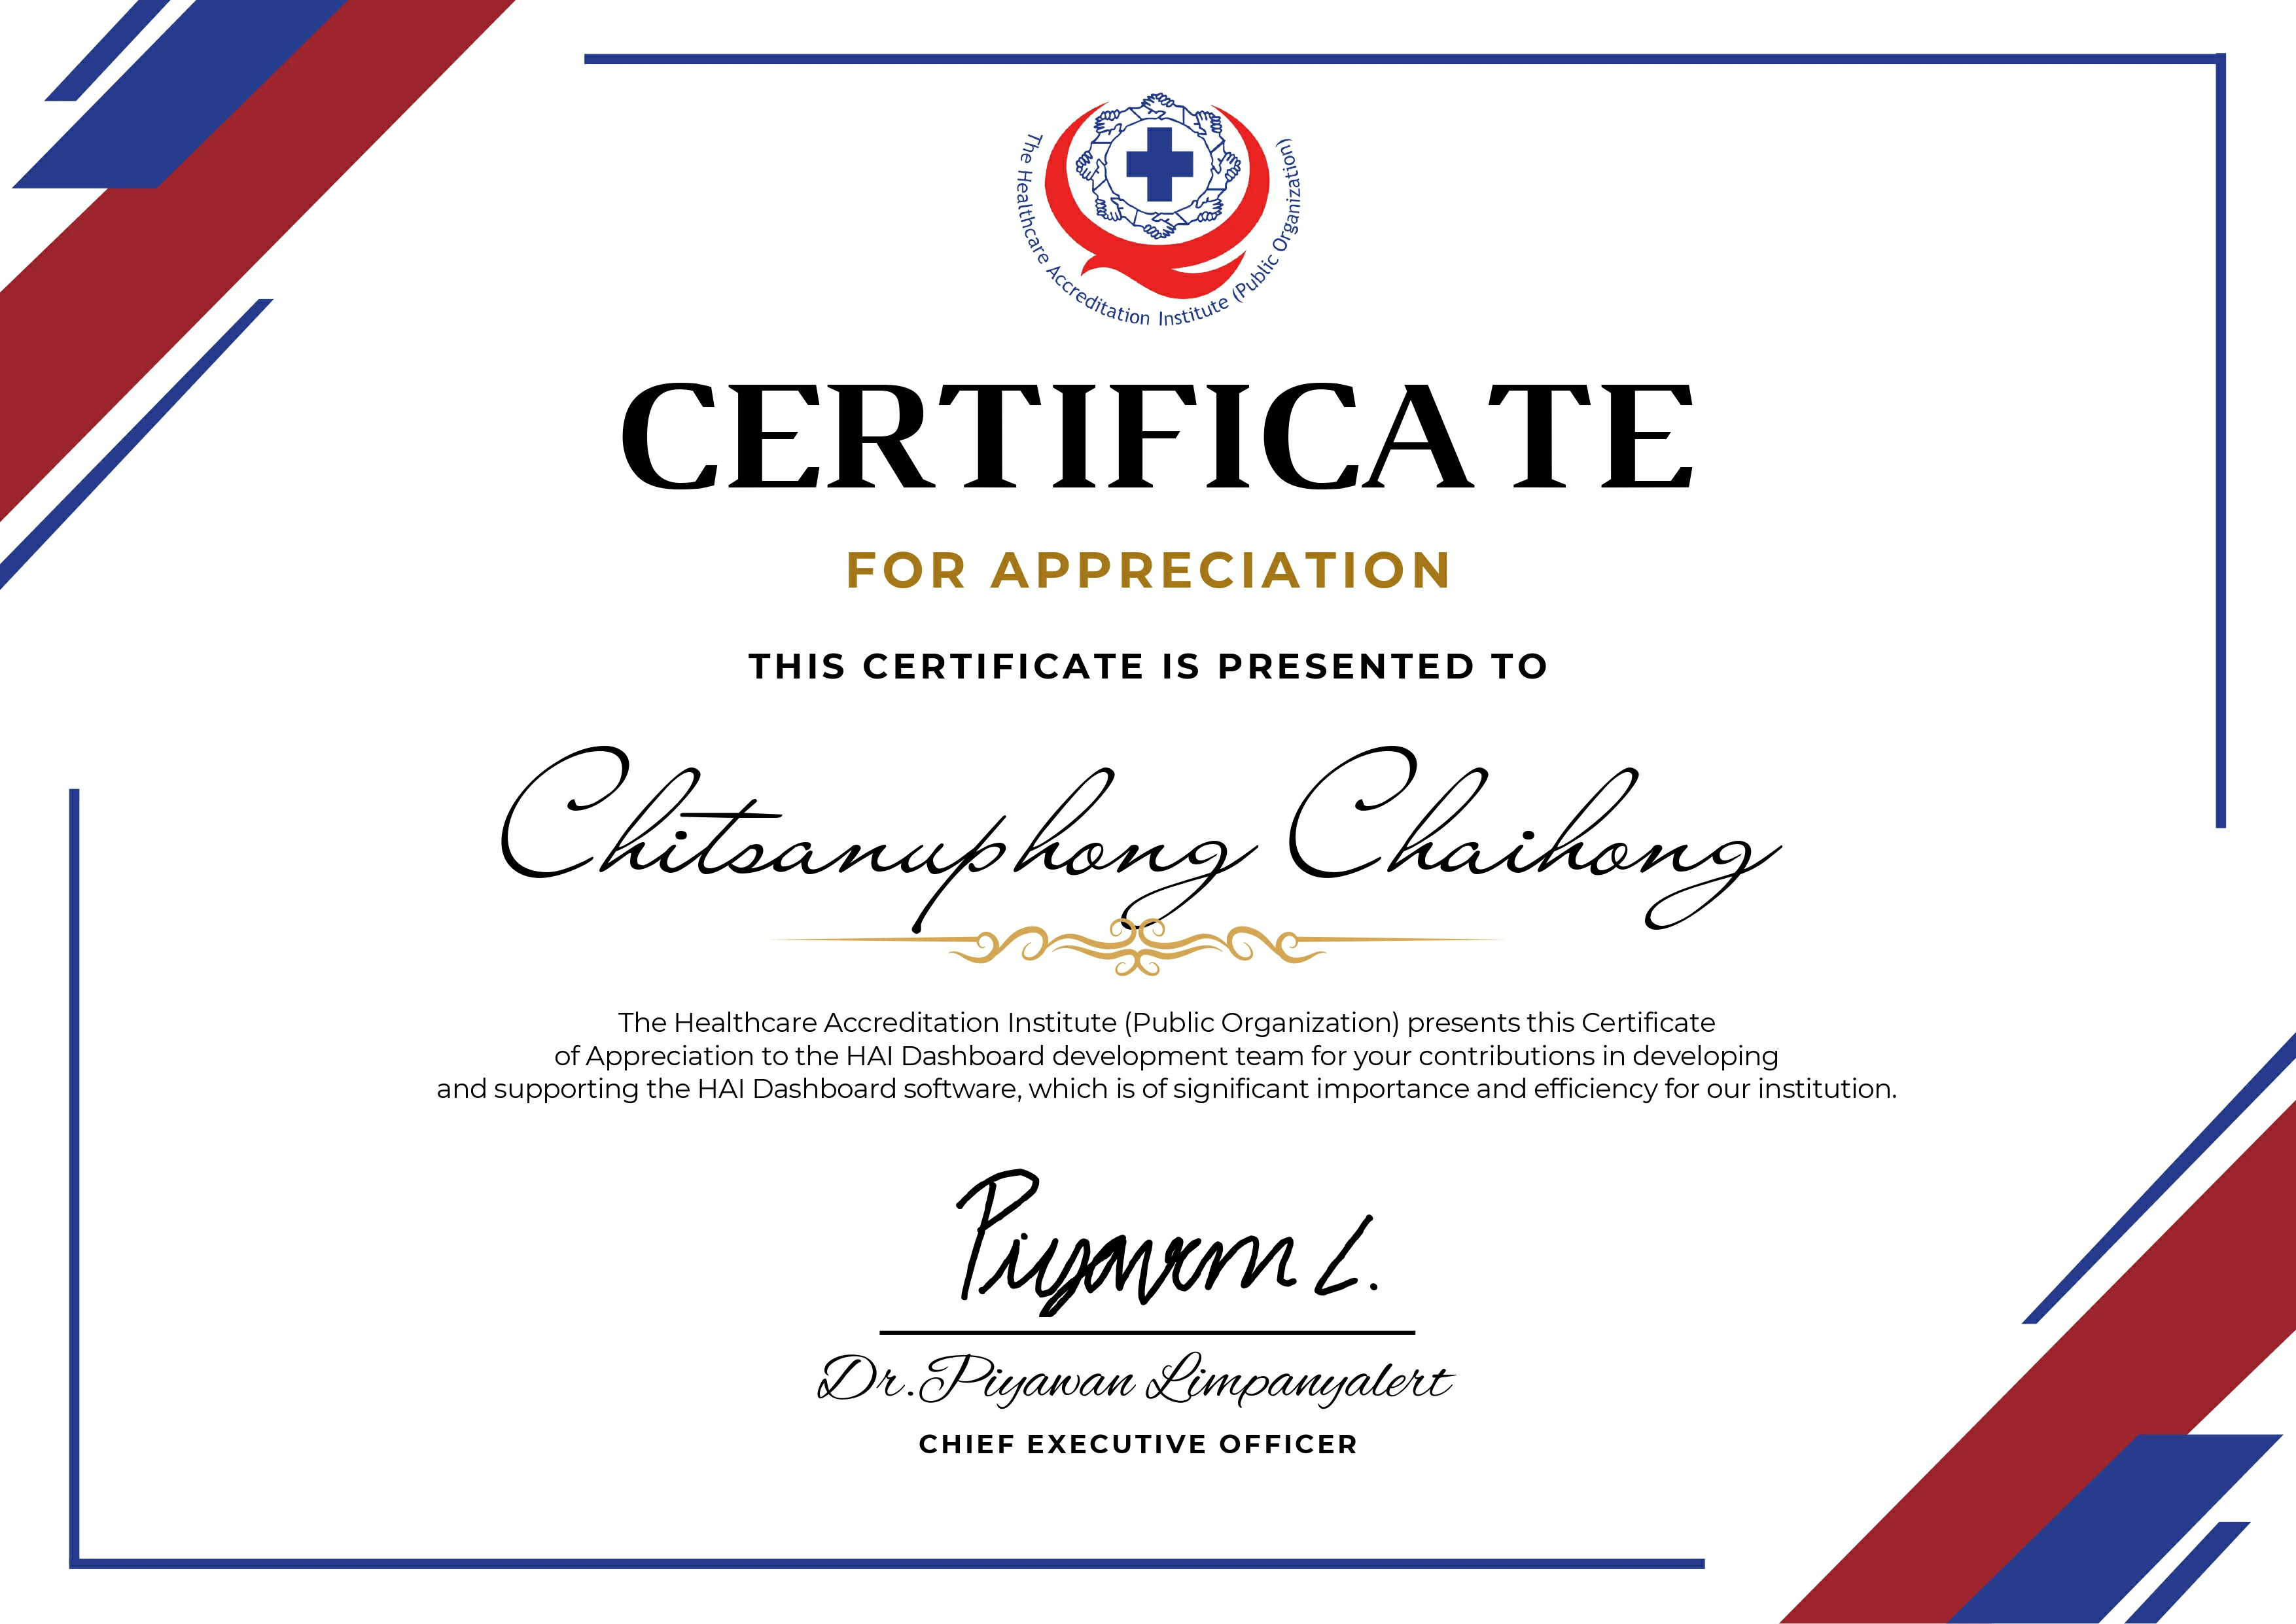 The Healthcare Accreditation Institute (Public Organization)
CERTIFICATE
FOR APPRECIATION
THIS CERTIFICATE IS PRESENTED TO
Chitsanuphong Chaihong
The Healthcare Accreditation Institute (Public Organization) presents this Certificate
of Appreciation to the HAI Dashboard development team for your contributions in developing
and supporting the HAI Dashboard software, which is of significant importance and efficiency for our institution.
Piyawan L.
Dr. Piyawan Limpanyalert
CHIEF EXECUTIVE OFFICER